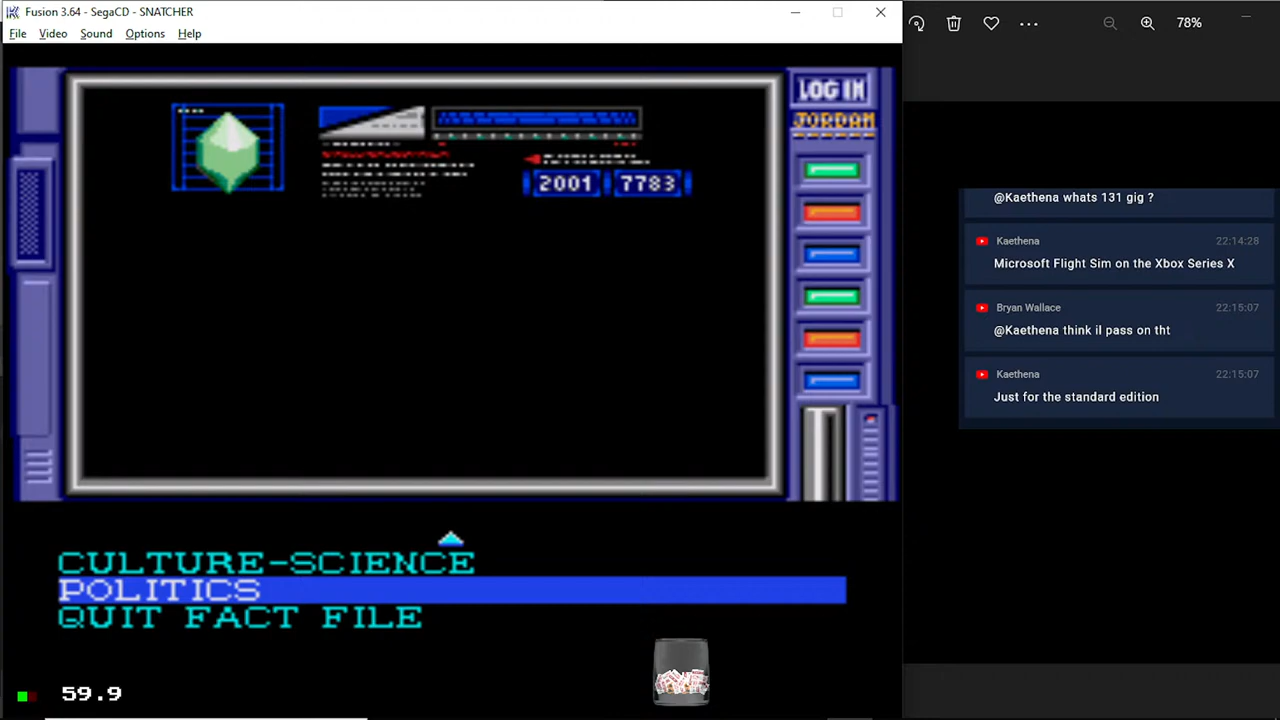 Fusion 3.64 - SegaCD - SNATCHER
File Video Sound Options Help
78%
LOG IN
JORDAN
2001 7783
@Kaethena whats 131 gig ?
Kaethena 22:14:28
Microsoft Flight Sim on the Xbox Series X
Bryan Wallace 22:15:07
@Kaethena think il pass on tht
Kaethena 22:15:07
Just for the standard edition
CULTURE-SCIENCE
POLITICS
QUIT FACT FILE
59.9